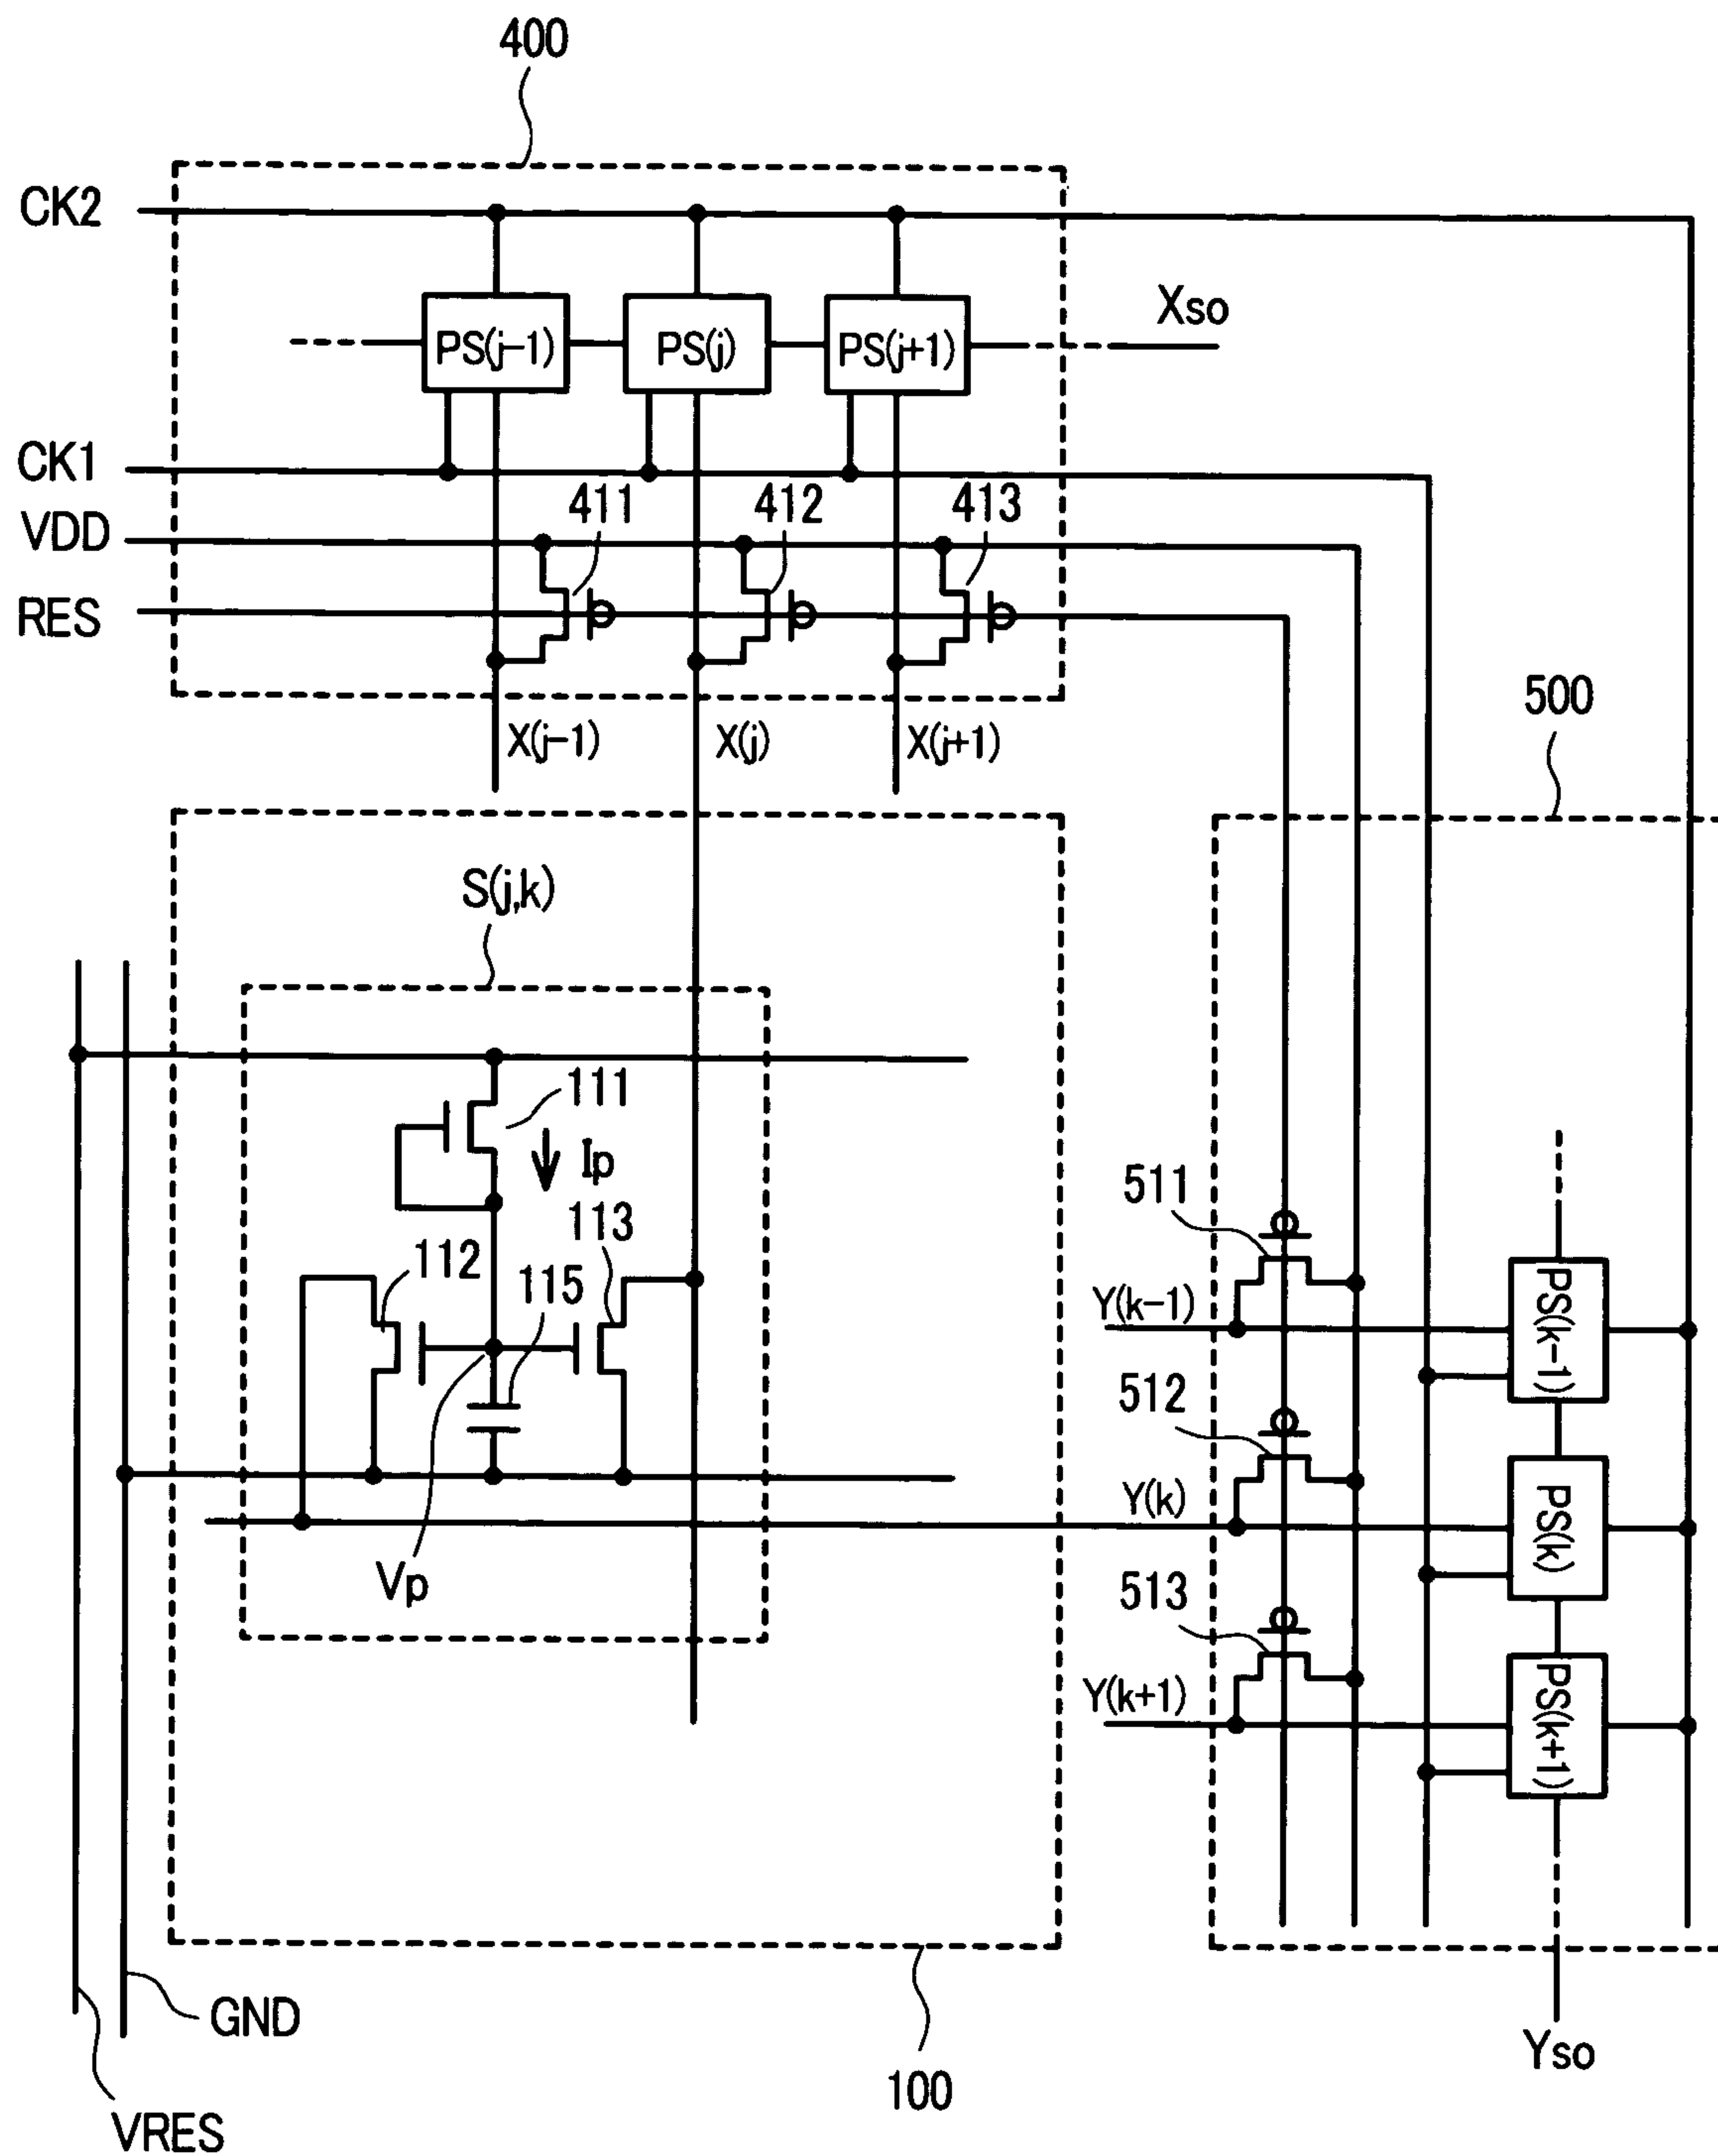 400
CK2
Xso
PS(j-1)
PS(j)
PS(j+1)
CK1
411
412
413
VDD
RES
500
X(j-1)
X(j)
X(j+1)
S(j,k)
111
Ip
511
113
112
115
Y(k-1)
PS(k-1)
512
Y(k)
PS(k)
Vp
513
Y(k+1)
PS(k+1)
GND
Yso
100
VRES